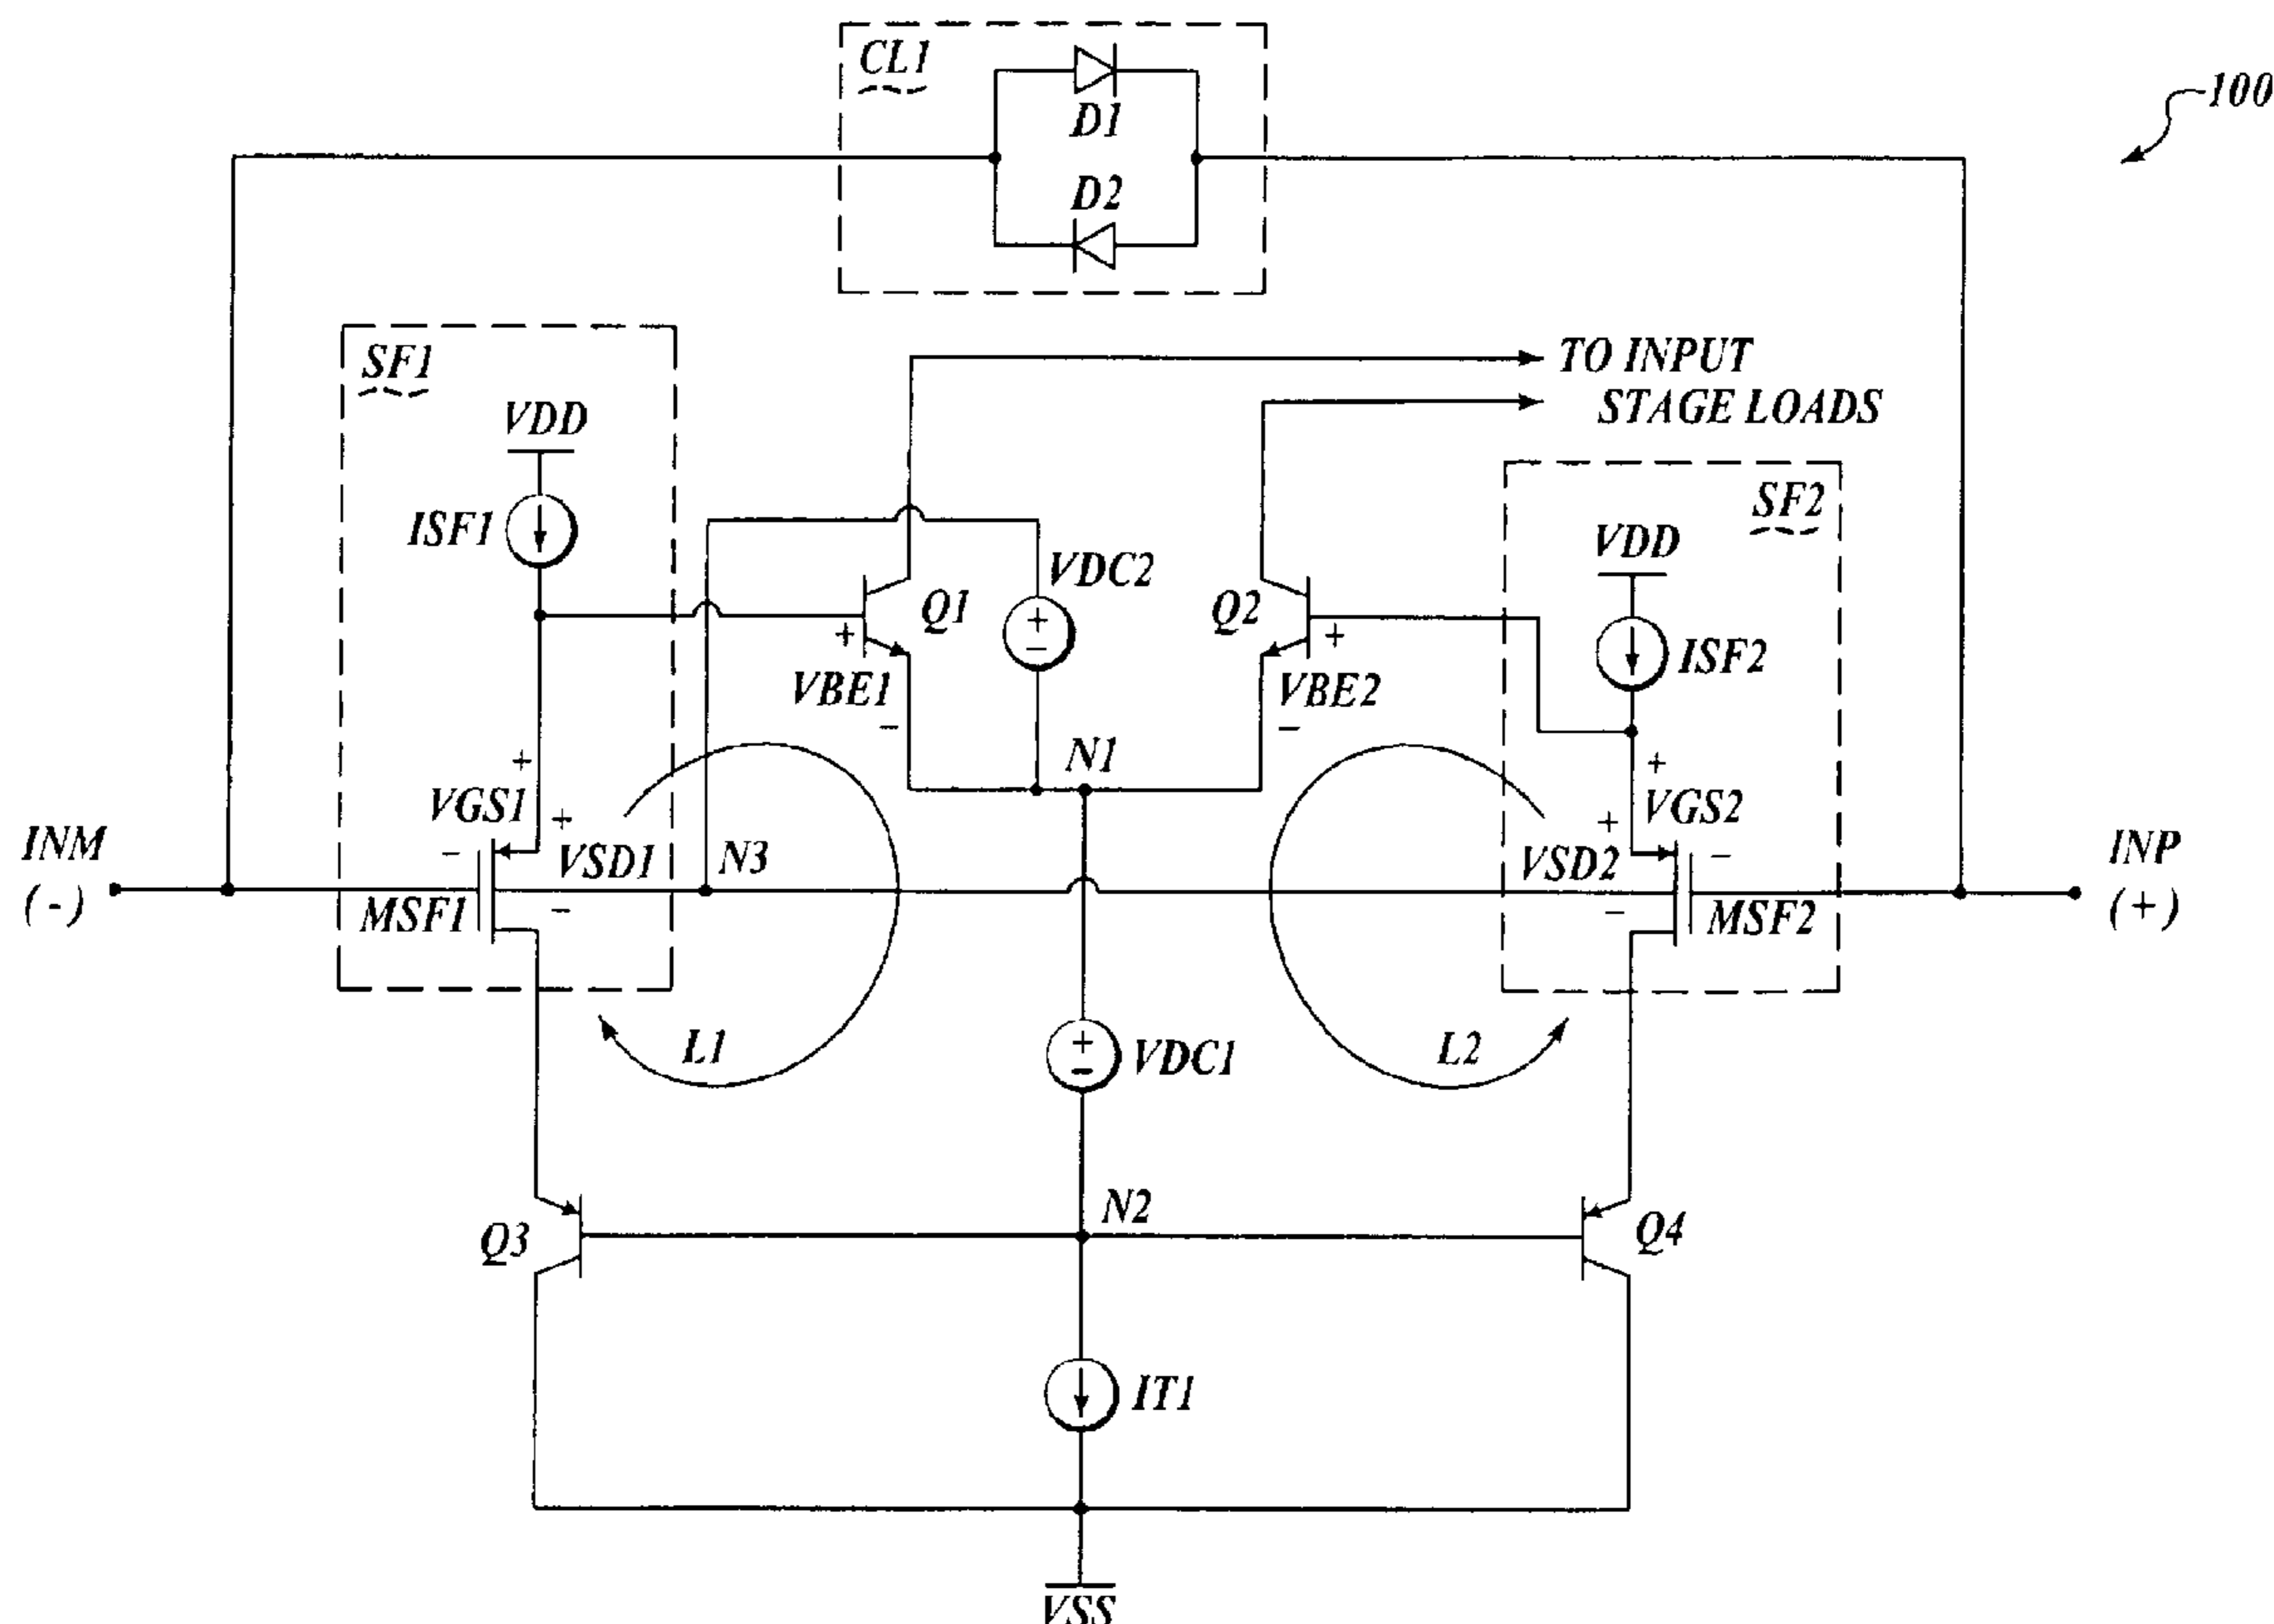 CL1
D1
D2
100
SF1
VDD
ISF1
TO INPUT
STAGE LOADS
SF2
VDD
ISF2
VDC2
+
-
Q1
+
VBE1
-
Q2
+
VBE2
-
N1
+
VGS1
-
+
VSD1
-
MSF1
N3
INM
(-)
+
VGS2
-
+
VSD2
-
MSF2
INP
(+)
L1
+
-
VDC1
L2
N2
Q3
Q4
IT1
VSS